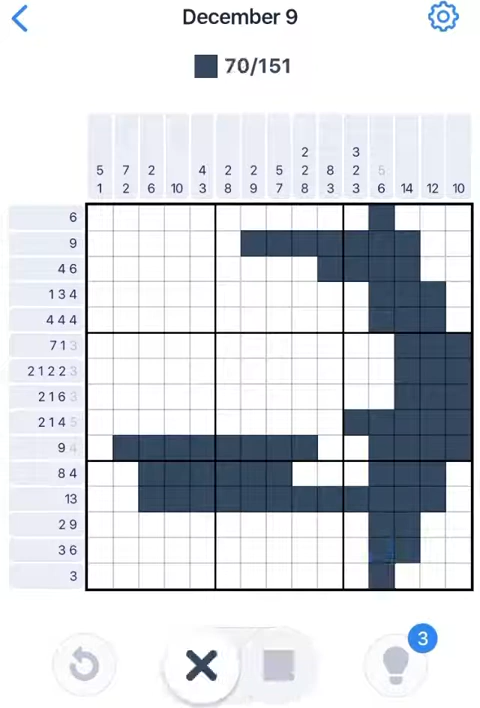 December 9
70/151
2 3
5 7 2 4 2 2 5 2 8 2 5
1 2 6 10 3 8 9 7 8 3 3 6 14 12 10
6
9
4 6
1 3 4
4 4 4
7 1 3
2 1 2 2 3
2 1 6 3
2 1 4 5
9 4
8 4
13
2 9
3 6
3
3